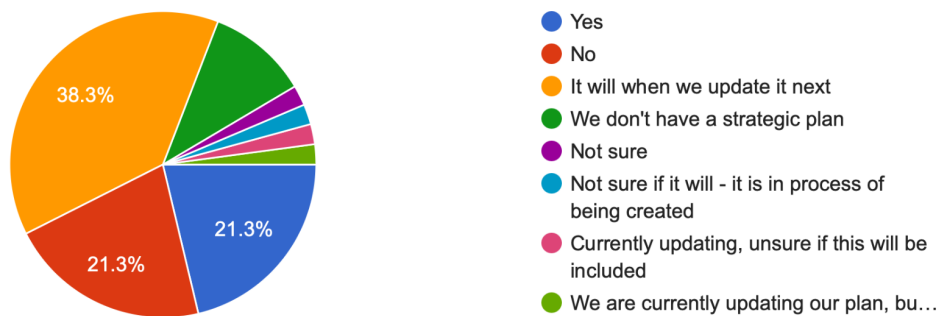 38.3%
21.3%
21.3%
Yes
No
It will when we update it next
We don't have a strategic plan
Not sure
Not sure if it will - it is in process of
being created
Currently updating, unsure if this will be
included
We are currently updating our plan, bu…